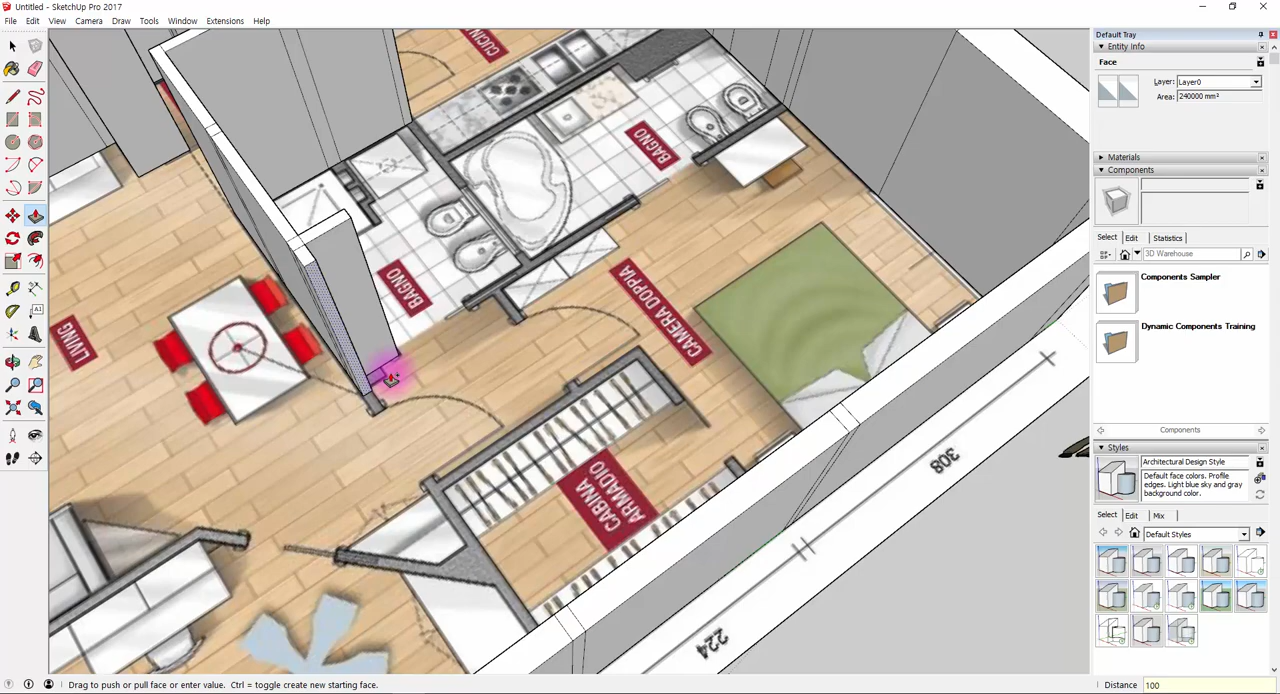 Untitled - SketchUp Pro 2017
File Edit View Camera Draw Tools Window Extensions Help
Default Tray
Entity Info
Face
Layer: Layer0
Area: 240000 mm²
Materials
Components
Select Edit Statistics
3D Warehouse
Components Sampler
Dynamic Components Training
Components
Styles
Architectural Design Style
Default face colors. Profile
edges. Light blue sky and gray
background color.
Select Edit Mix
Default Styles
CUCINA
BAGNO
BAGNO
LIVING
CAMERA DOPPIA
CABINA
ARMADIO
308
224
Drag to push or pull face or enter value. Ctrl = toggle create new starting face.
Distance 100